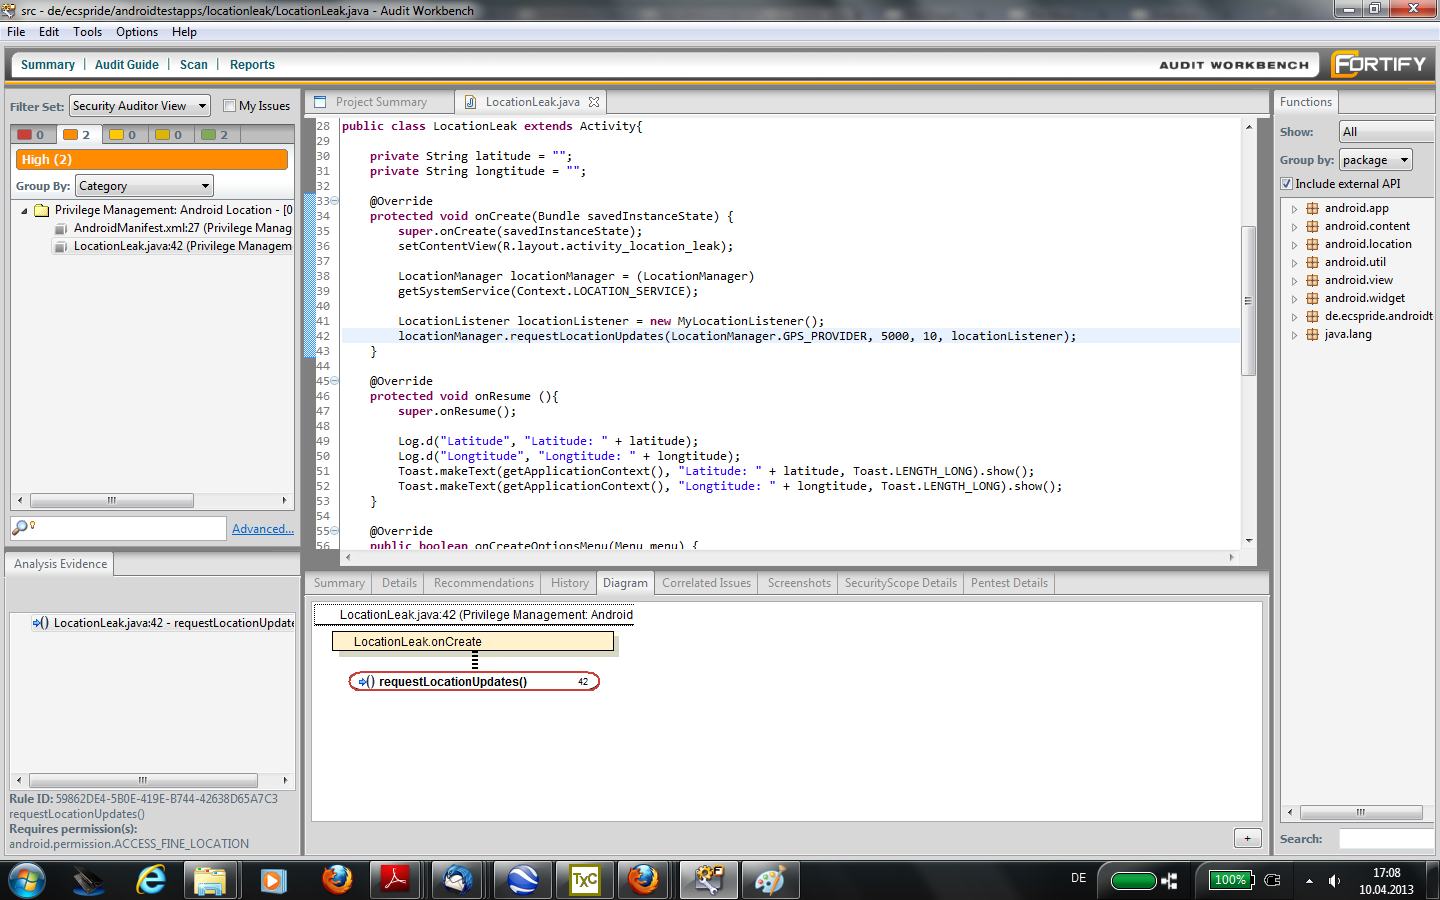 src - de/ecspride/androidtestapps/locationleak/LocationLeak.java - Audit Workbench
File Edit Tools Options Help
Summary | Audit Guide | Scan | Reports
AUDIT WORKBENCH FORTIFY
Filter Set: Security Auditor View My Issues
0 2 0 0 2
High (2)
Group By: Category
Privilege Management: Android Location - [0
AndroidManifest.xml:27 (Privilege Manag
LocationLeak.java:42 (Privilege Managem
Advanced...
Project Summary LocationLeak.java
28 public class LocationLeak extends Activity{
29
30 private String latitude = "";
31 private String longtitude = "";
32
33 @Override
34 protected void onCreate(Bundle savedInstanceState) {
35 super.onCreate(savedInstanceState);
36 setContentView(R.layout.activity_location_leak);
37
38 LocationManager locationManager = (LocationManager)
39 getSystemService(Context.LOCATION_SERVICE);
40
41 LocationListener locationListener = new MyLocationListener();
42 locationManager.requestLocationUpdates(LocationManager.GPS_PROVIDER, 5000, 10, locationListener);
43 }
44
45 @Override
46 protected void onResume (){
47 super.onResume();
48
49 Log.d("Latitude", "Latitude: " + latitude);
50 Log.d("Longtitude", "Longtitude: " + longtitude);
51 Toast.makeText(getApplicationContext(), "Latitude: " + latitude, Toast.LENGTH_LONG).show();
52 Toast.makeText(getApplicationContext(), "Longtitude: " + longtitude, Toast.LENGTH_LONG).show();
53 }
54
55 @Override
56 public boolean onCreateOptionsMenu(Menu menu) {
Functions
Show: All
Group by: package
Include external API
android.app
android.content
android.location
android.util
android.view
android.widget
de.ecspride.androidt
java.lang
Search:
Analysis Evidence
LocationLeak.java:42 - requestLocationUpdate
Rule ID: 59862DE4-5B0E-419E-B744-42638D65A7C3
requestLocationUpdates()
Requires permission(s):
android.permission.ACCESS_FINE_LOCATION
Summary Details Recommendations History Diagram Correlated Issues Screenshots SecurityScope Details Pentest Details
LocationLeak.java:42 (Privilege Management: Android
LocationLeak.onCreate
() requestLocationUpdates() 42
+
TXC
DE
100%
17:08
10.04.2013